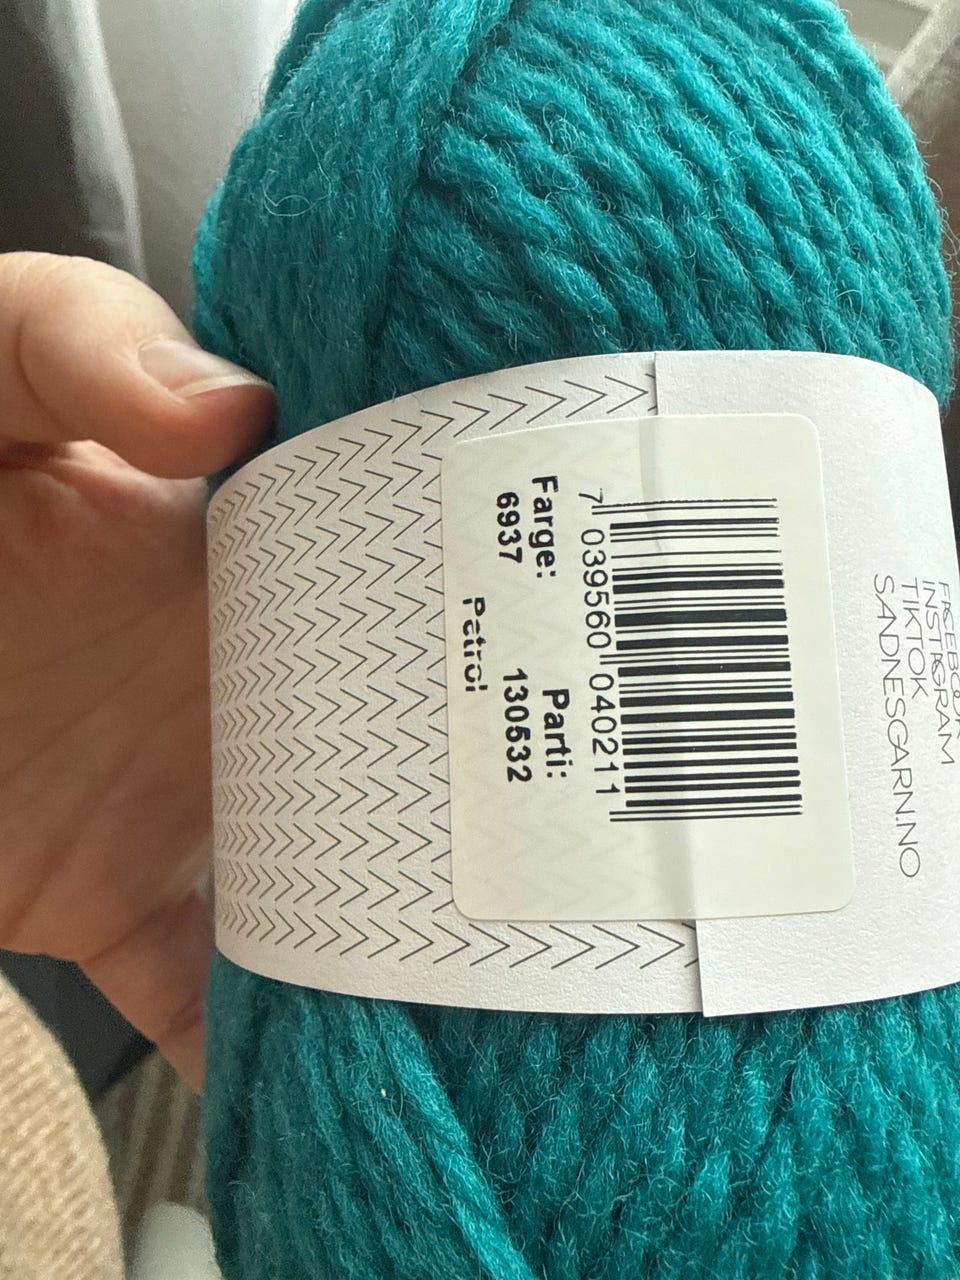 FACEBOOK
INSTAGRAM
TIKTOK
SANDNESGARN.NO
7 039560 040211
Farge: Parti:
6937 130532
Petrol